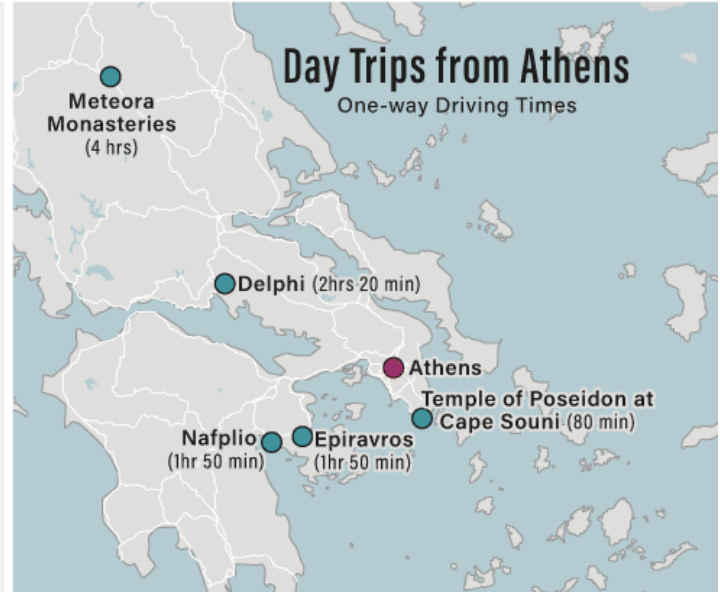 Day Trips from Athens
One-way Driving Times
Meteora
Monasteries
(4 hrs)
Delphi (2hrs 20 min)
Athens
Temple of Poseidon at
Cape Souni (80 min)
Nafplio
(1hr 50 min)
Epiravros
(1hr 50 min)